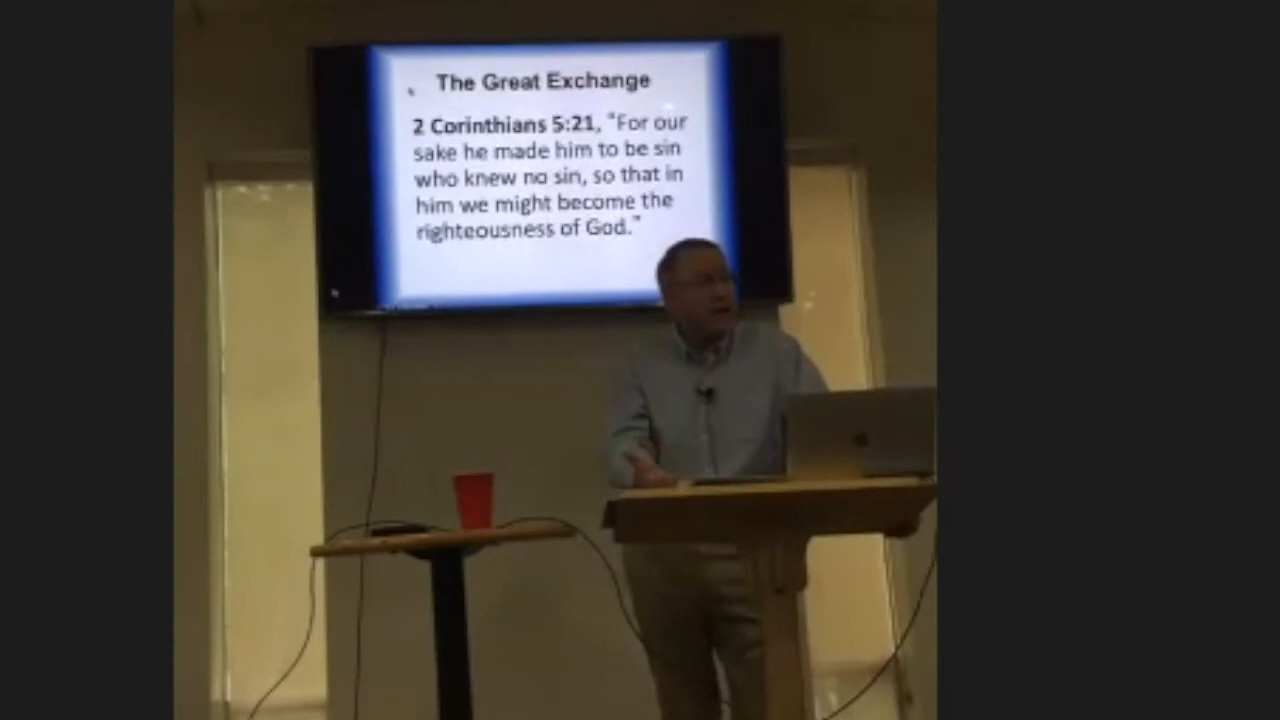 The Great Exchange
2 Corinthians 5:21, "For our
sake he made him to be sin
who knew no sin, so that in
him we might become the
righteousness of God."